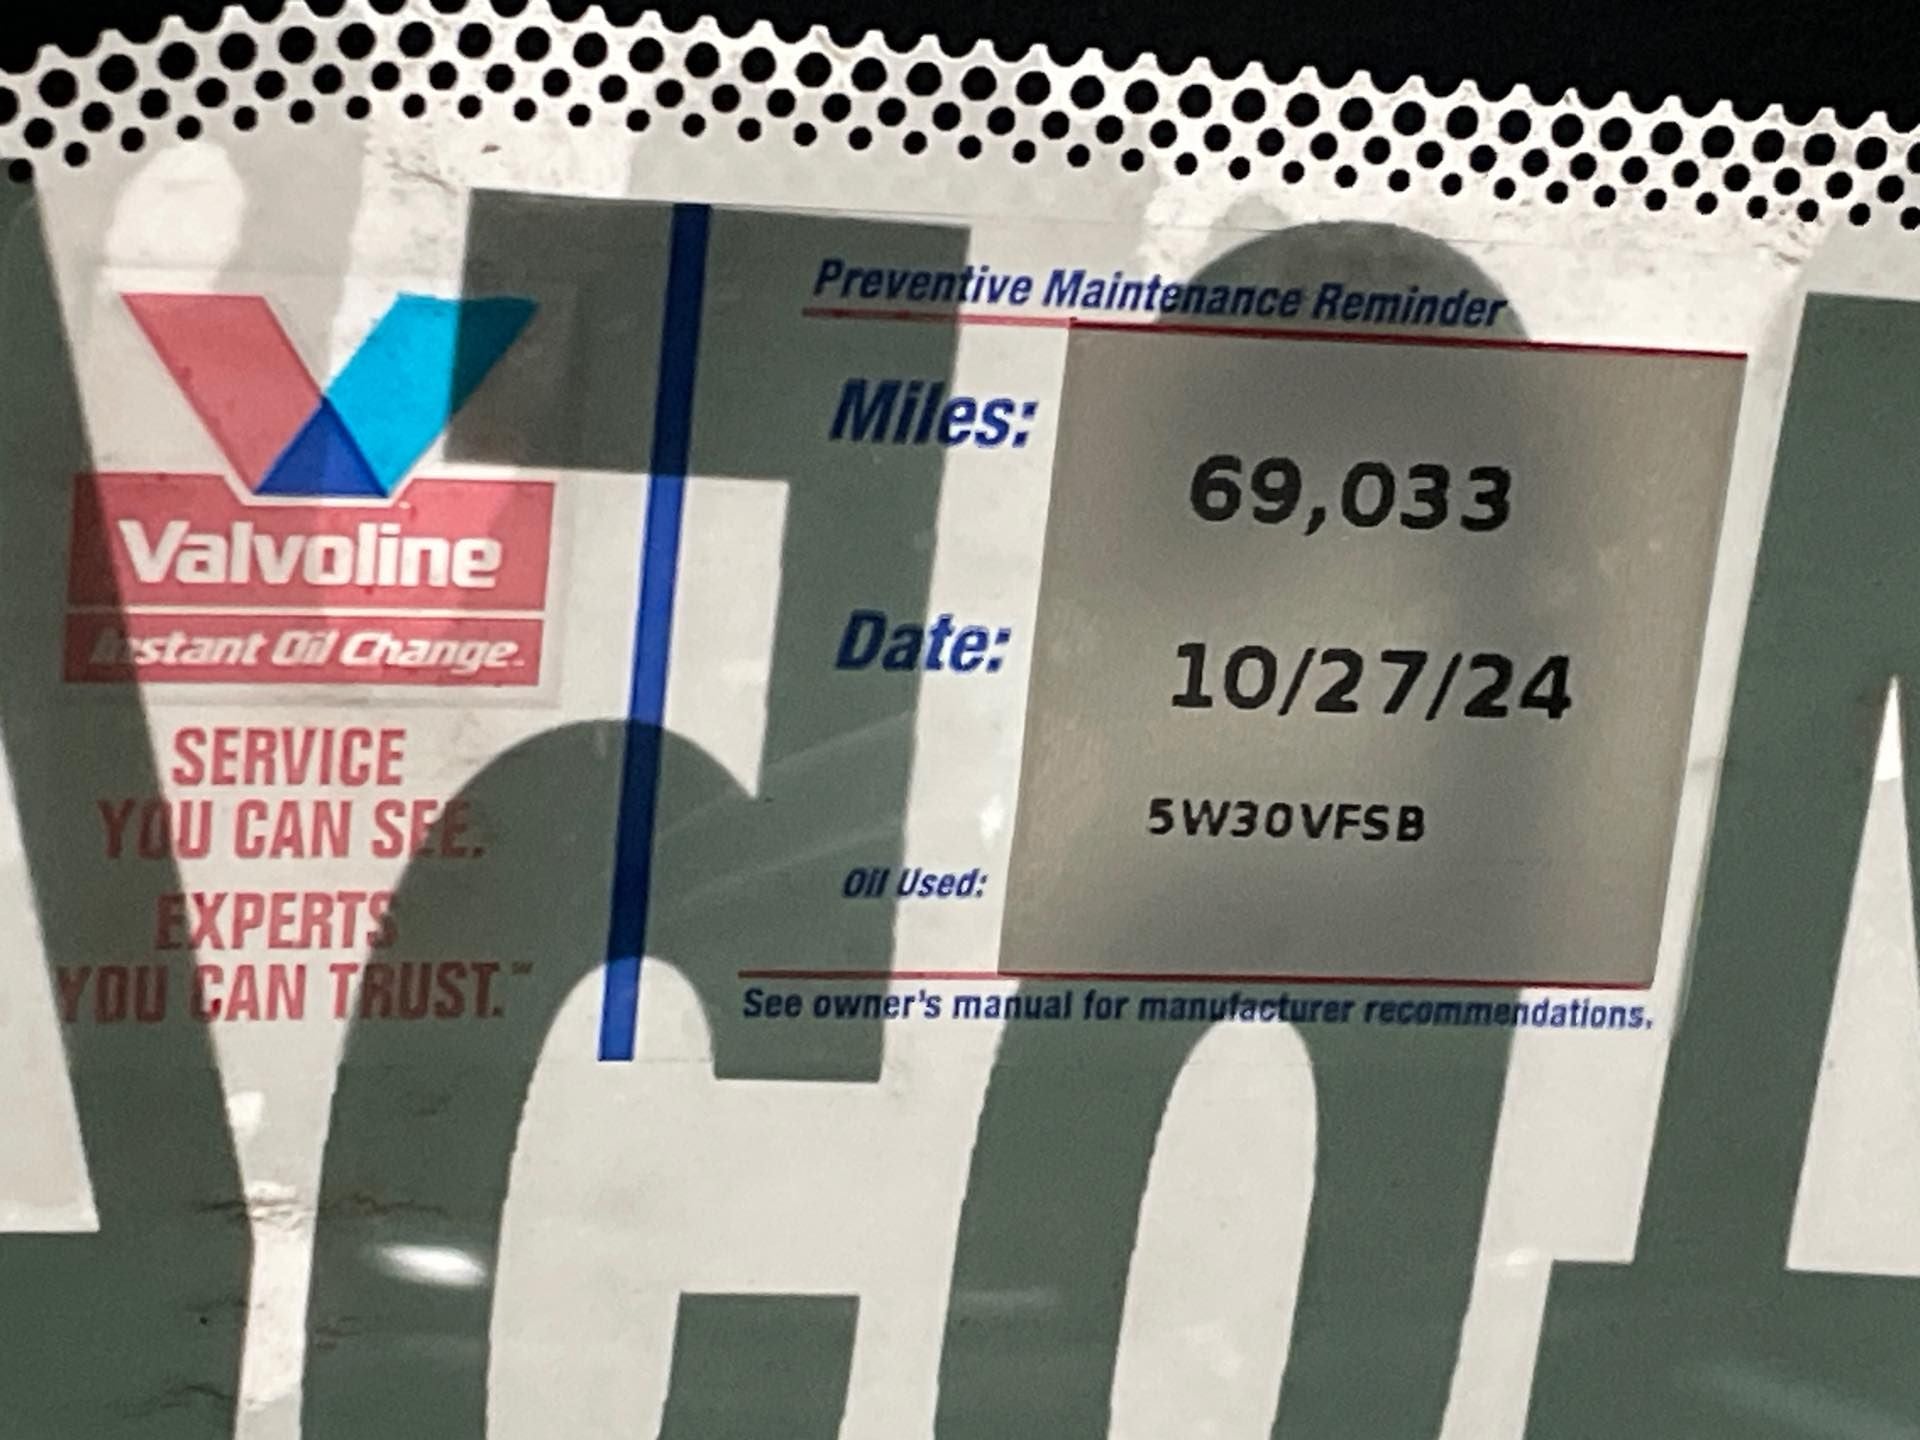 Valvoline
Instant Oil Change.
SERVICE
YOU CAN SEE.
EXPERTS
YOU CAN TRUST.℠
Preventive Maintenance Reminder
Miles: 69,033
Date: 10/27/24
5W30VFSB
Oil Used:
See owner's manual for manufacturer recommendations.